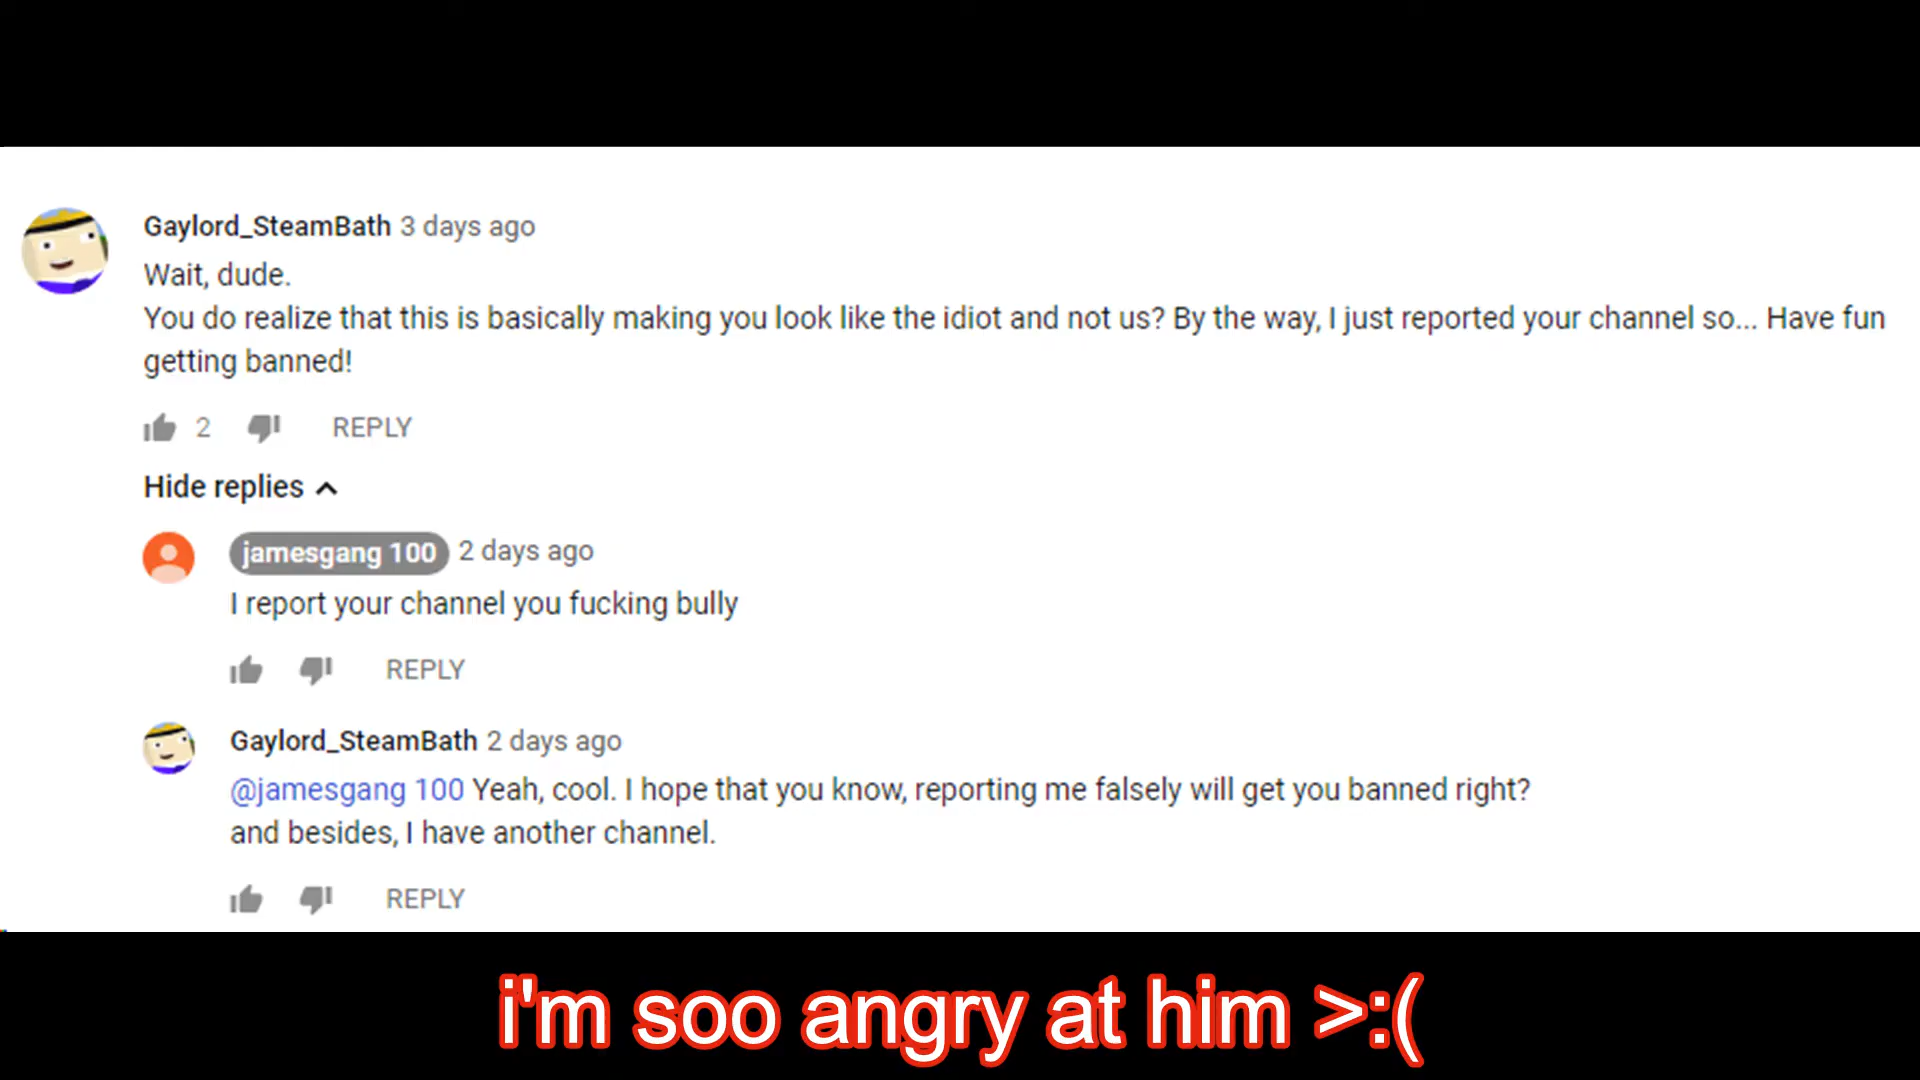 Gaylord_SteamBath 3 days ago
Wait, dude.
You do realize that this is basically making you look like the idiot and not us? By the way, I just reported your channel so... Have fun
getting banned!
2 REPLY
Hide replies
jamesgang 100 2 days ago
I report your channel you fucking bully
REPLY
Gaylord_SteamBath 2 days ago
@jamesgang 100 Yeah, cool. I hope that you know, reporting me falsely will get you banned right?
and besides, I have another channel.
REPLY
i'm soo angry at him >:(